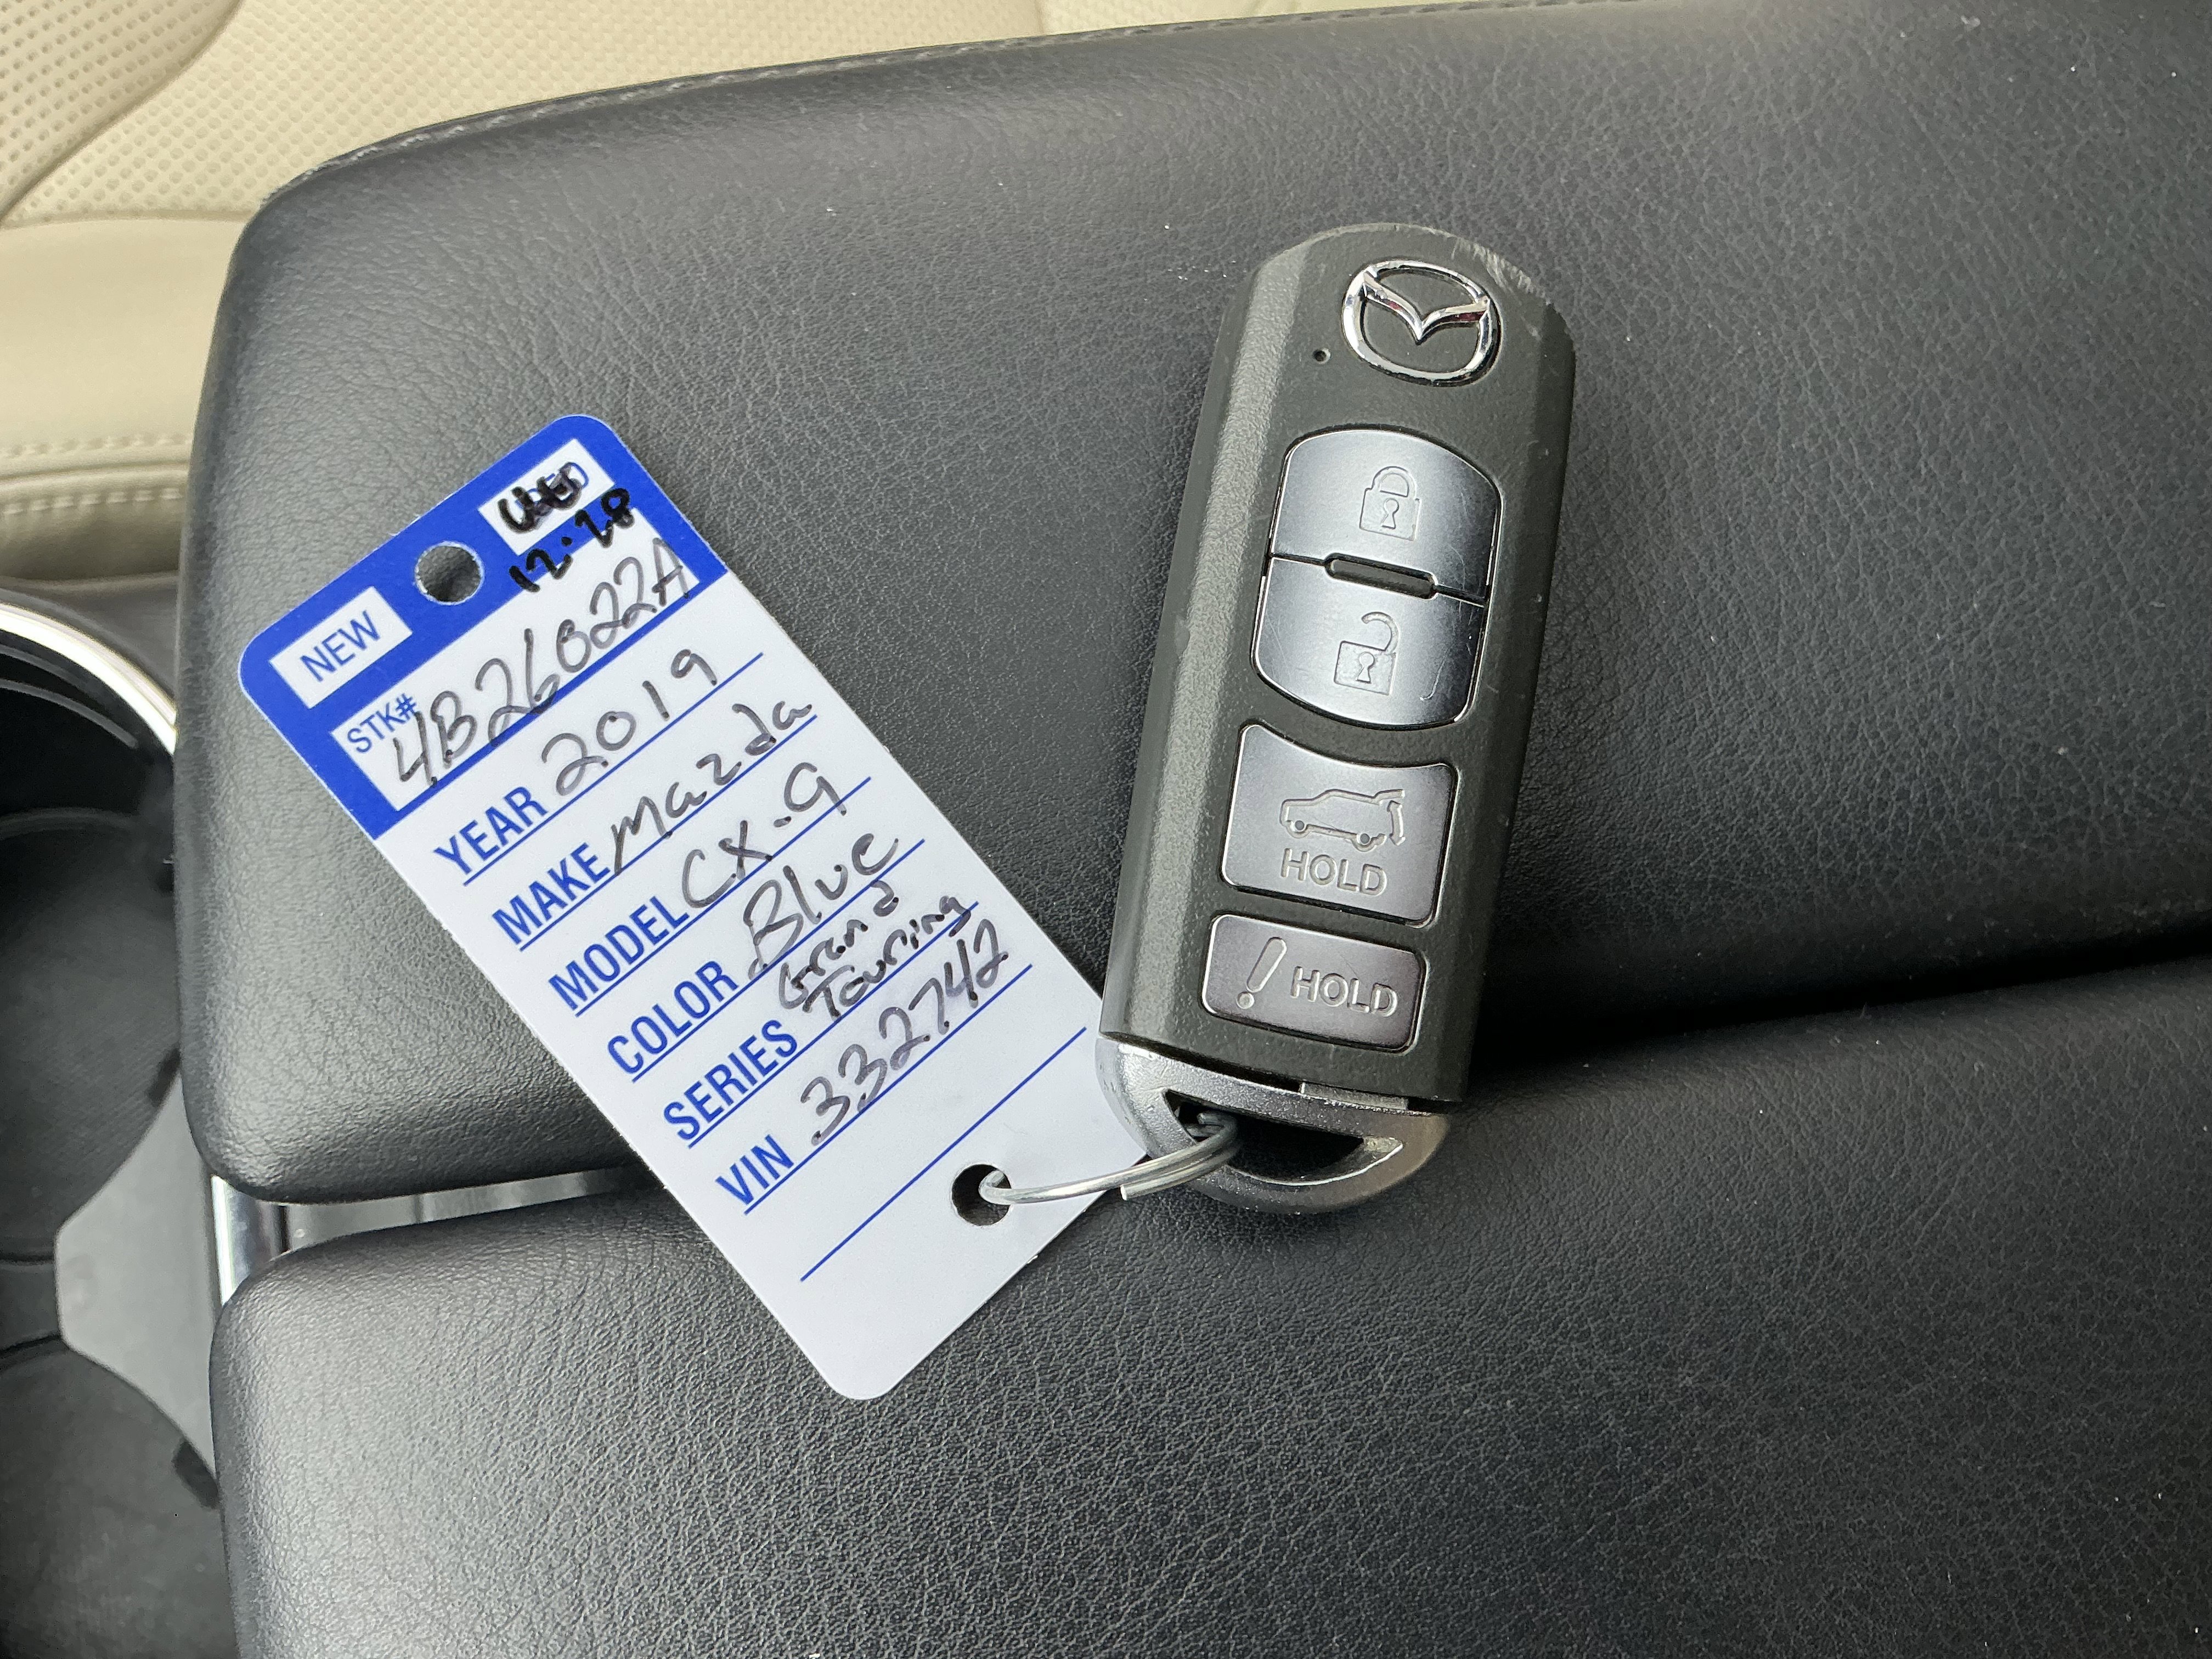 NEW
12.28
STK# 4B26822A
YEAR 2019
MAKE Mazda
MODEL CX-9
COLOR Blue
SERIES Grand
Touring
VIN 332742
HOLD
! HOLD